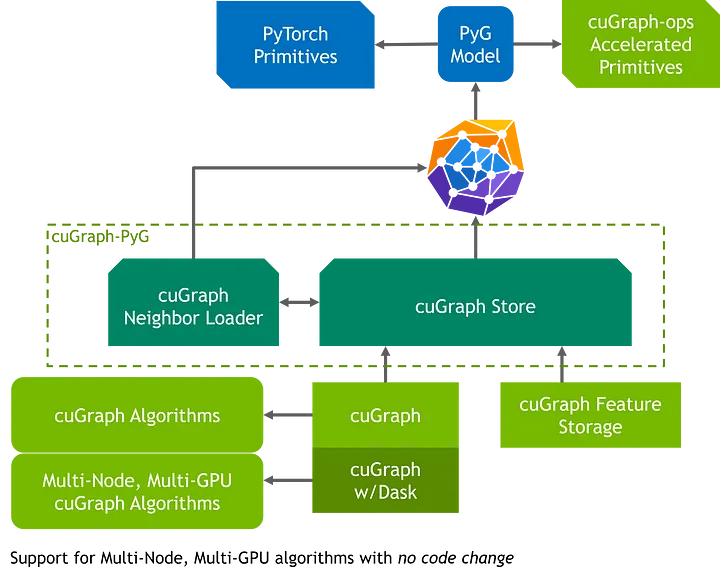 PyTorch
Primitives
PyG
Model
cuGraph-ops
Accelerated
Primitives
cuGraph-PyG
cuGraph
Neighbor Loader
cuGraph Store
cuGraph Algorithms
cuGraph
cuGraph Feature
Storage
Multi-Node, Multi-GPU
cuGraph Algorithms
cuGraph
w/Dask
Support for Multi-Node, Multi-GPU algorithms with no code change